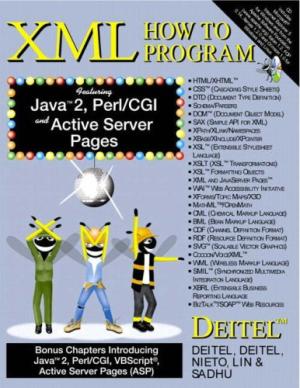 XML HOW TO
PROGRAM
Featuring
Java™ 2, Perl/CGI
and Active Server
Pages
• HTML/XHTML™
• CSS™ (CASCADING STYLE SHEETS)
• DTD (DOCUMENT TYPE DEFINITION)
• SCHEMA/PARSERS
• DOM™ (DOCUMENT OBJECT MODEL)
• SAX (SIMPLE API FOR XML)
• XPATH/XLINK/NAMESPACES
• XBASE/XINCLUDE/XPOINTER
• XSL™ (EXTENSIBLE STYLESHEET
LANGUAGE)
• XSLT (XSL™ TRANSFORMATIONS)
• XSL™ FORMATTING OBJECTS
• XML AND JAVASERVER PAGES™
• WAI™ WEB ACCESSIBILITY INITIATIVE
• XFORMS/TOPIC MAPS/X3D
• MATHML™/OPENMATH
• CML (CHEMICAL MARKUP LANGUAGE)
• BML (BEAN MARKUP LANGUAGE)
• CDF (CHANNEL DEFINITION FORMAT)
• RDF (RESOURCE DEFINITION FORMAT)
• SVG™ (SCALABLE VECTOR GRAPHICS)
• COCOON/VOICEXML™
• WML (WIRELESS MARKUP LANGUAGE)
• SMIL™ (SYNCHRONIZED MULTIMEDIA
INTEGRATION LANGUAGE)
• XBRL (EXTENSIBLE BUSINESS
REPORTING LANGUAGE
• BIZTALK™/SOAP™ WEB RESOURCES
Bonus Chapters Introducing
Java™ 2, Perl/CGI, VBScript®,
Active Server Pages (ASP)
DEITEL™
DEITEL, DEITEL,
NIETO, LIN &
SADHU